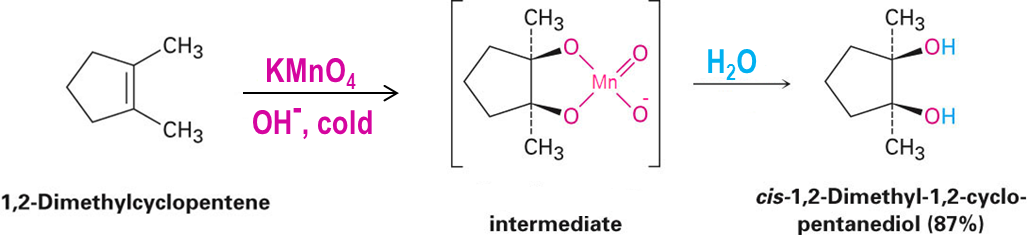 CH₃
CH₃
KMnO₄
OH⁻, cold
CH₃
O
O
Mn
O
O⁻
CH₃
H₂O
CH₃
OH
OH
CH₃
1,2-Dimethylcyclopentene
intermediate
cis-1,2-Dimethyl-1,2-cyclo-
pentanediol (87%)